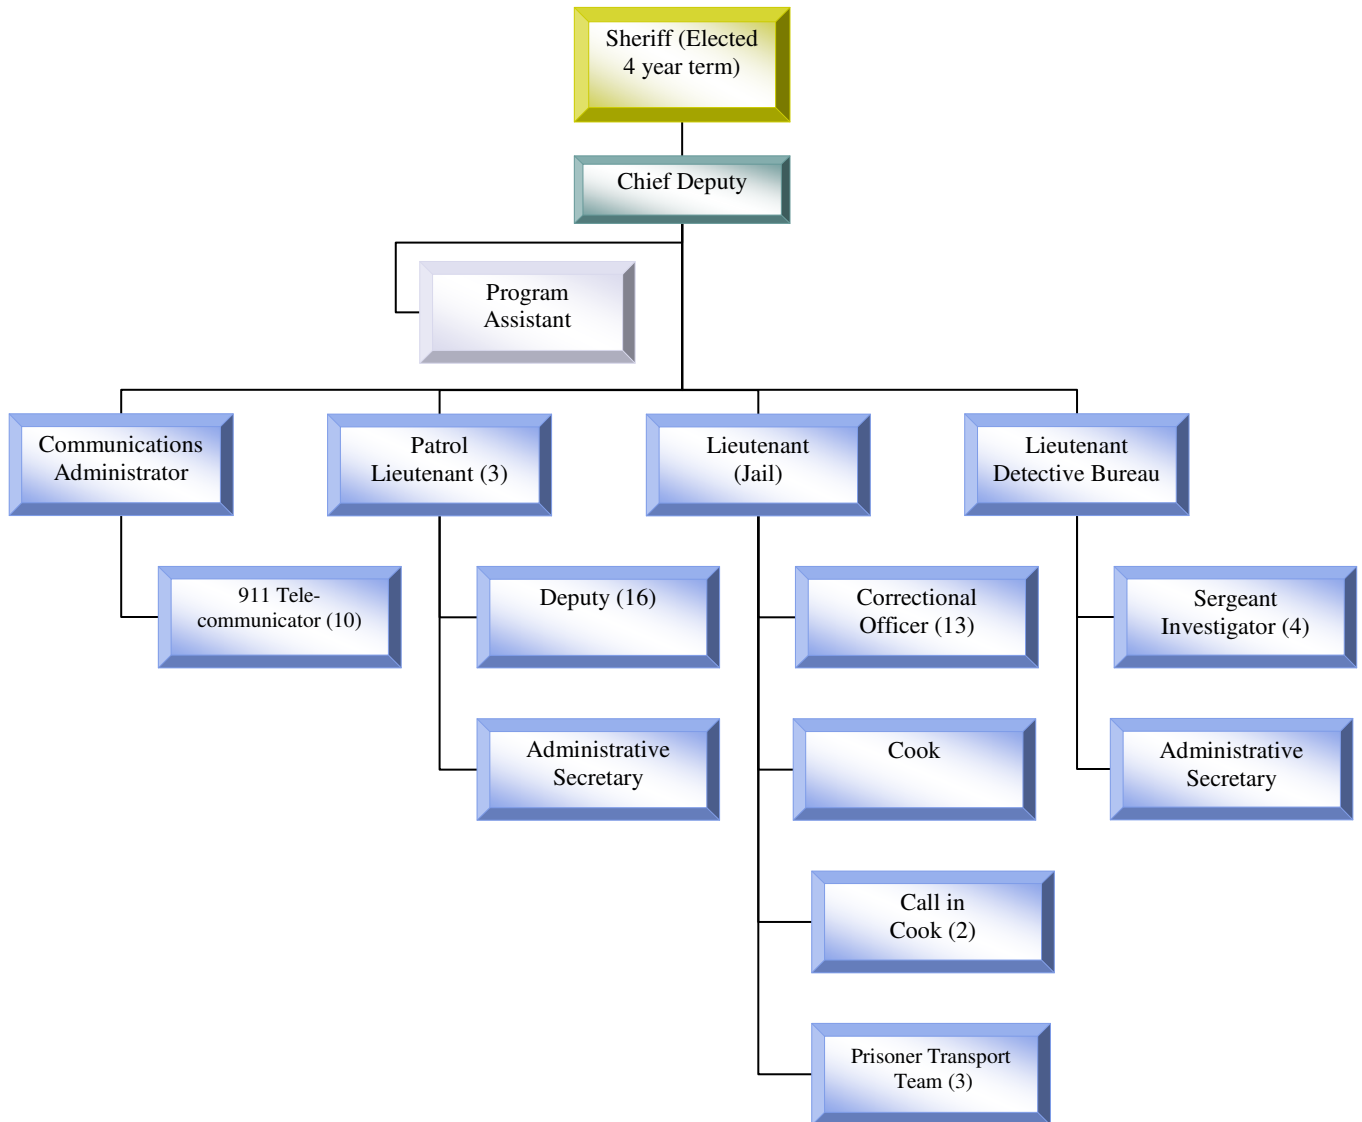 Sheriff (Elected
4 year term)
Chief Deputy
Program
Assistant
Communications
Administrator
Patrol
Lieutenant (3)
Lieutenant
(Jail)
Lieutenant
Detective Bureau
911 Tele-
communicator (10)
Deputy (16)
Correctional
Officer (13)
Sergeant
Investigator (4)
Administrative
Secretary
Cook
Administrative
Secretary
Call in
Cook (2)
Prisoner Transport
Team (3)